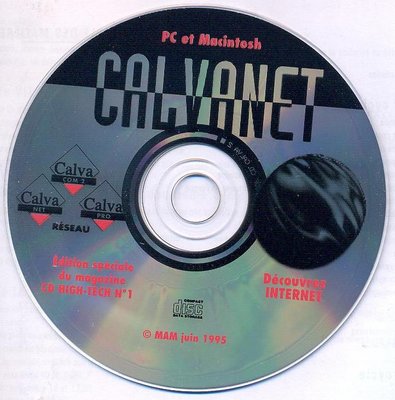 PC et Macintosh
CALVANET
Calva
COM 2
Calva
NET
Calva
PRO
RÉSEAU
Édition spéciale
du magazine
CD HIGH-TECH N°1
COMPACT
disc
DATA STORAGE
Découvrez
INTERNET
© MAM juin 1995